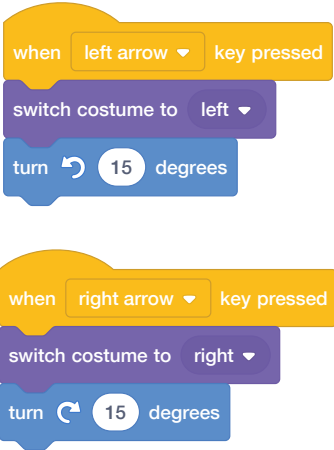 when left arrow key pressed
switch costume to left
turn 15 degrees
when right arrow key pressed
switch costume to right
turn 15 degrees